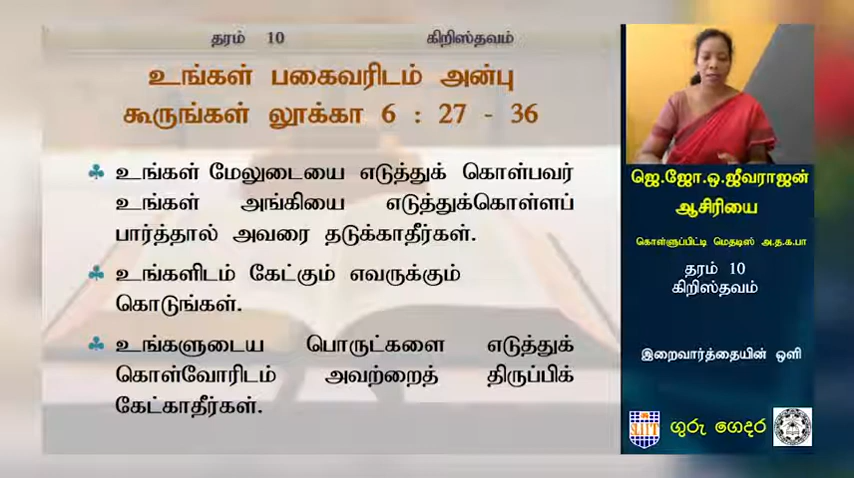 தரம் 10 கிறிஸ்தவம்
உங்கள் பகைவரிடம் அன்பு
கூருங்கள் லூக்கா 6 : 27 - 36
உங்கள் மேலுடையை எடுத்துக் கொள்பவர்
உங்கள் அங்கியை எடுத்துக்கொள்ளப்
பார்த்தால் அவரை தடுக்காதீர்கள்.
உங்களிடம் கேட்கும் எவருக்கும்
கொடுங்கள்.
உங்களுடைய பொருட்களை எடுத்துக்
கொள்வோரிடம் அவற்றைத் திருப்பிக்
கேட்காதீர்கள்.
ஜெ.ஜோ.ஒ.ஜீவராஜன்
ஆசிரியை
கொள்ளுப்பிட்டி மெதடிஸ் அ.த.க.பா
தரம் 10
கிறிஸ்தவம்
இறைவார்த்தையின் ஒளி
SLIIT ගුරු ගෙදර